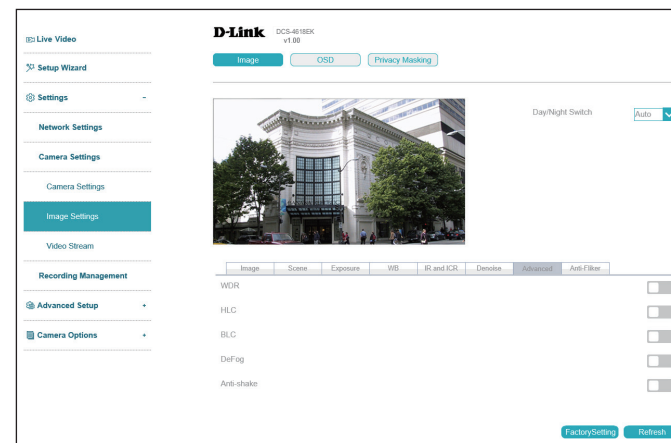 Live Video
Setup Wizard
Settings -
Network Settings
Camera Settings
Camera Settings
Image Settings
Video Stream
Recording Management
Advanced Setup +
Camera Options +
D-Link DCS-4618EK
v1.00
Image OSD Privacy Masking
Day/Night Switch Auto
Image Scene Exposure WB IR and ICR Denoise Advanced Anti-Fliker
WDR
HLC
BLC
DeFog
Anti-shake
FactorySetting Refresh